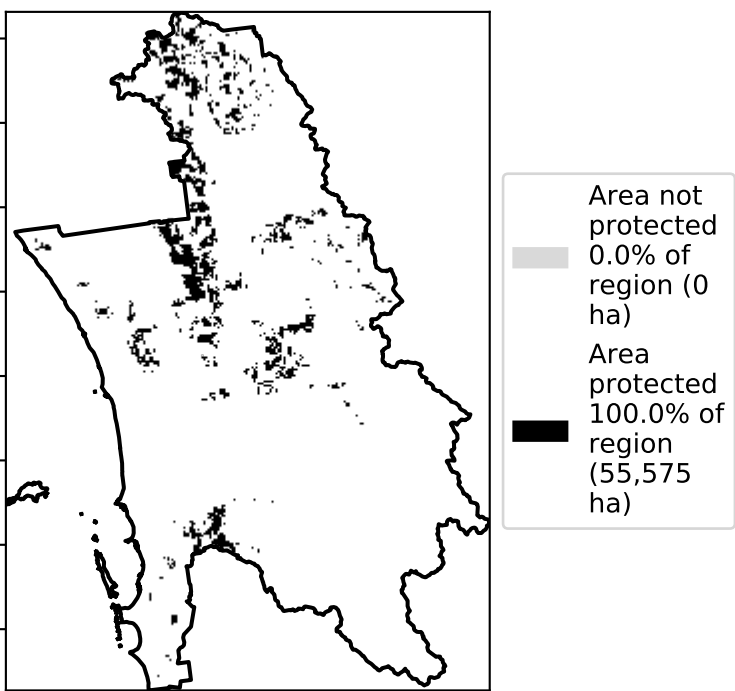 Area not
protected
0.0% of
region (0
ha)
Area
protected
100.0% of
region
(55,575
ha)